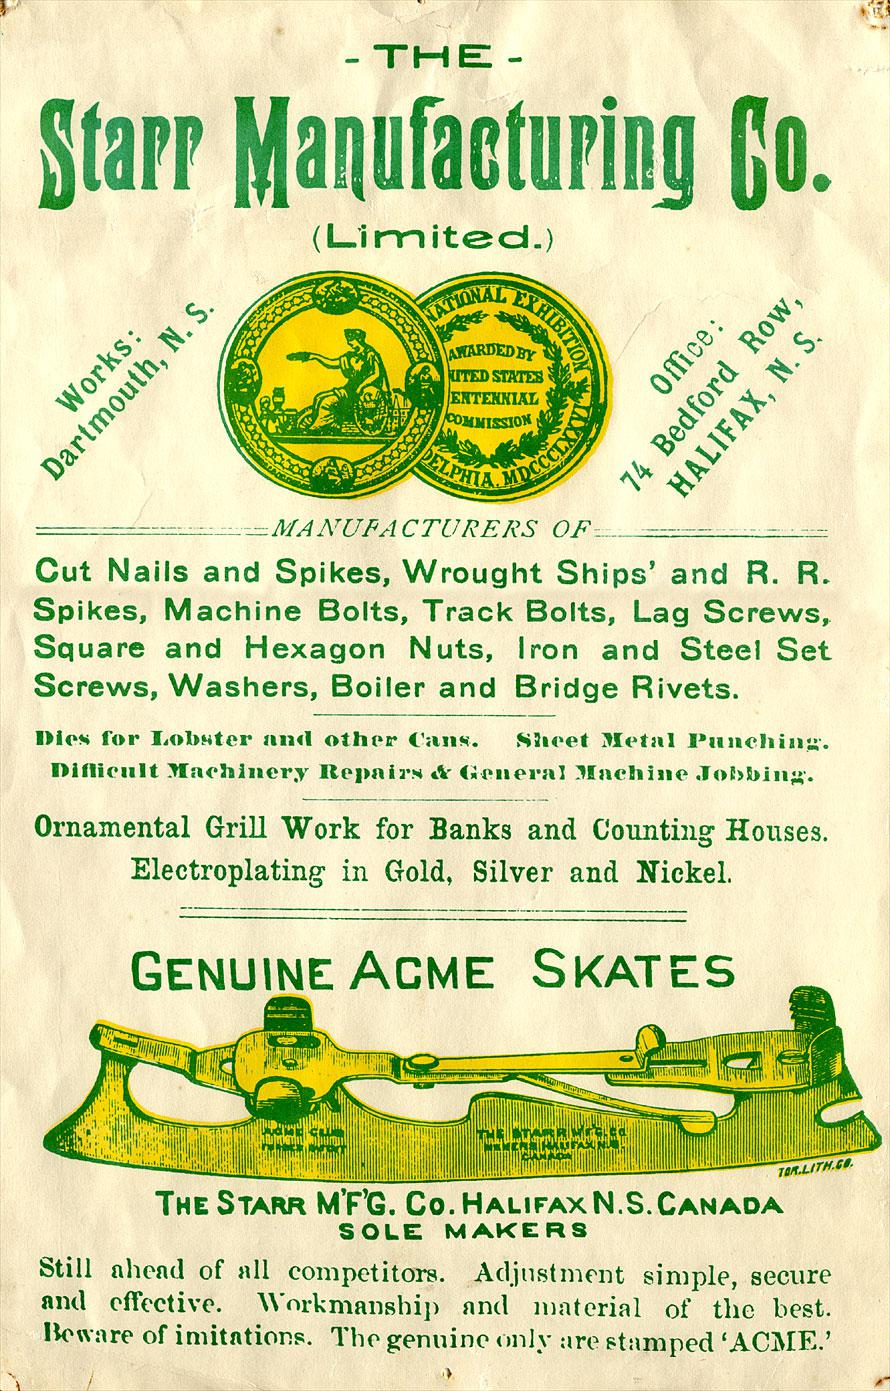 - THE -
Starr Manufacturing Co.
(Limited.)
Works:
Dartmouth, N. S.
NATIONAL EXHIBITION
AWARDED BY
ITED STATES
ENTENNIAL
COMMISSION
DELPHIA. MDCCCLXXVI.
Office:
74 Bedford Row,
HALIFAX, N. S.
MANUFACTURERS OF
Cut Nails and Spikes, Wrought Ships' and R. R.
Spikes, Machine Bolts, Track Bolts, Lag Screws,
Square and Hexagon Nuts, Iron and Steel Set
Screws, Washers, Boiler and Bridge Rivets.
Dies for Lobster and other Cans. Sheet Metal Punching.
Difficult Machinery Repairs & General Machine Jobbing.
Ornamental Grill Work for Banks and Counting Houses.
Electroplating in Gold, Silver and Nickel.
GENUINE ACME SKATES
ACME CLUB
THE STARR M'F'G. CO
HALIFAX N.S.
CANADA
TOR. LITH. CO.
THE STARR M'F'G. CO. HALIFAX N.S. CANADA
SOLE MAKERS
Still ahead of all competitors. Adjustment simple, secure
and effective. Workmanship and material of the best.
Beware of imitations. The genuine only are stamped 'ACME.'